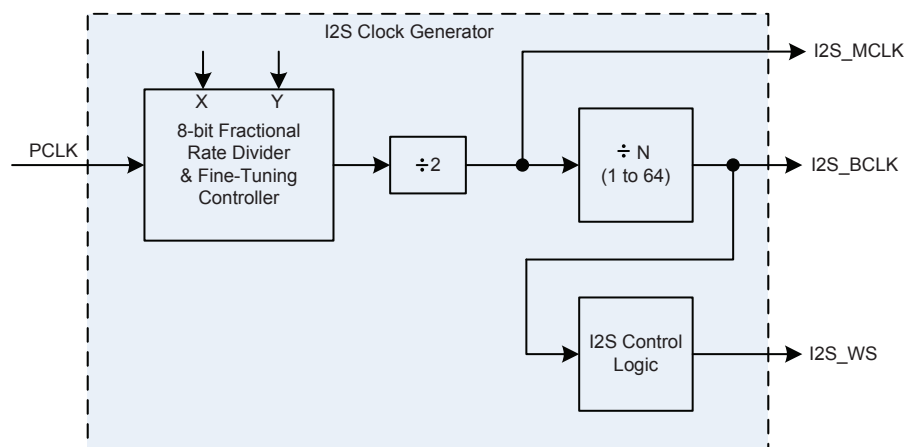 I2S Clock Generator
I2S_MCLK
X Y
8-bit Fractional
Rate Divider
& Fine-Tuning
Controller
PCLK
÷2
÷ N
(1 to 64)
I2S_BCLK
I2S Control
Logic
I2S_WS